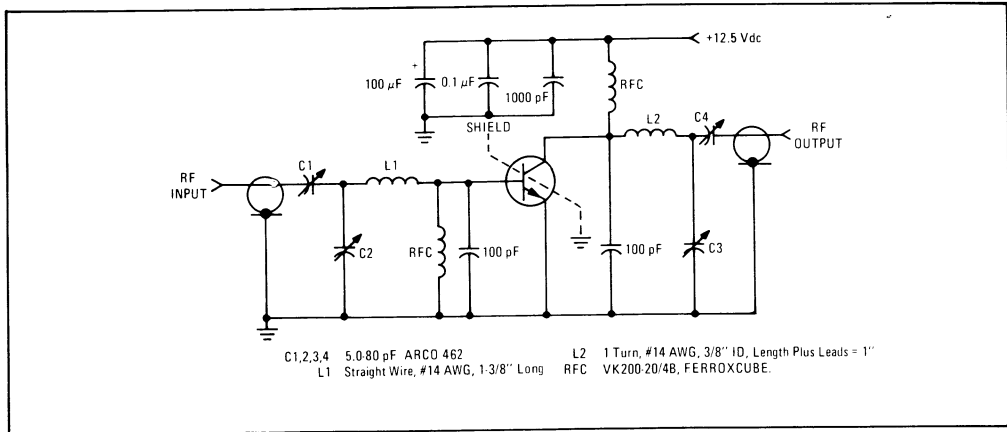 +12.5 Vdc
+
100 μF
0.1 μF
1000 pF
RFC
SHIELD
L2
C4
RF
OUTPUT
C1
L1
RF
INPUT
C2
RFC
100 pF
100 pF
C3
C1,2,3,4 5.0-80 pF ARCO 462
L2 1 Turn, #14 AWG, 3/8" ID, Length Plus Leads = 1"
L1 Straight Wire, #14 AWG, 1-3/8" Long
RFC VK200-20/4B, FERROXCUBE.